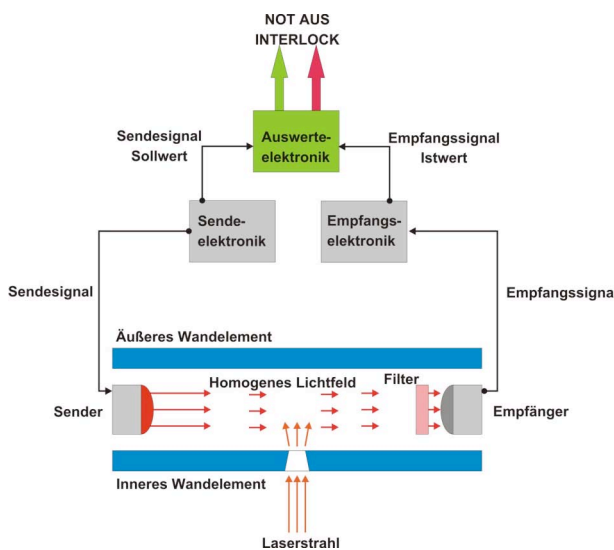 NOT AUS
INTERLOCK
Sendesignal
Sollwert
Auswerte-
elektronik
Empfangssignal
Istwert
Sende-
elektronik
Empfangs-
elektronik
Sendesignal
Empfangssigna
Äußeres Wandelement
Homogenes Lichtfeld
Filter
Sender
Empfänger
Inneres Wandelement
Laserstrahl